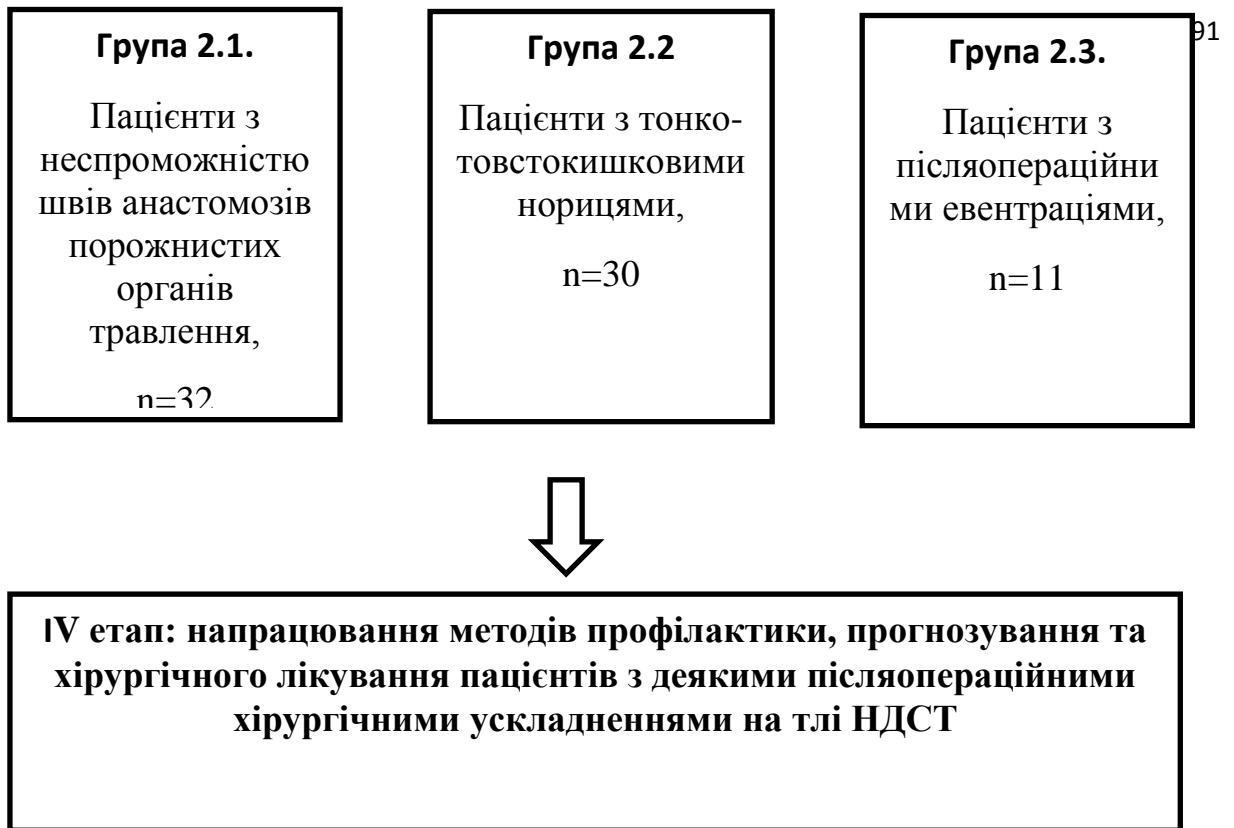 91
Група 2.1.
Пацієнти з
неспроможністю
швів анастомозів
порожнистих
органів
травлення,
n=32
Група 2.2
Пацієнти з тонко-
товстокишковими
норицями,
n=30
Група 2.3.
Пацієнти з
післяопераційни
ми евентраціями,
n=11
IV етап: напрацювання методів профілактики, прогнозування та
хірургічного лікування пацієнтів з деякими післяопераційними
хірургічними ускладненнями на тлі НДСТ